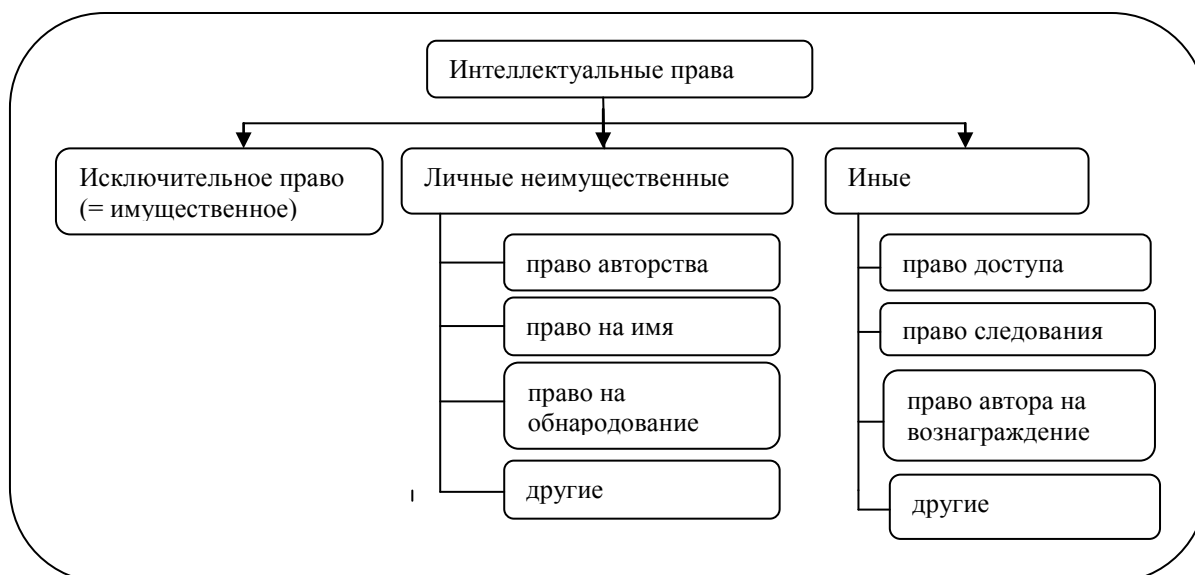 Интеллектуальные права
Исключительное право
(= имущественное)
Личные неимущественные
право авторства
право на имя
право на
обнародование
другие
Иные
право доступа
право следования
право автора на
вознаграждение
другие